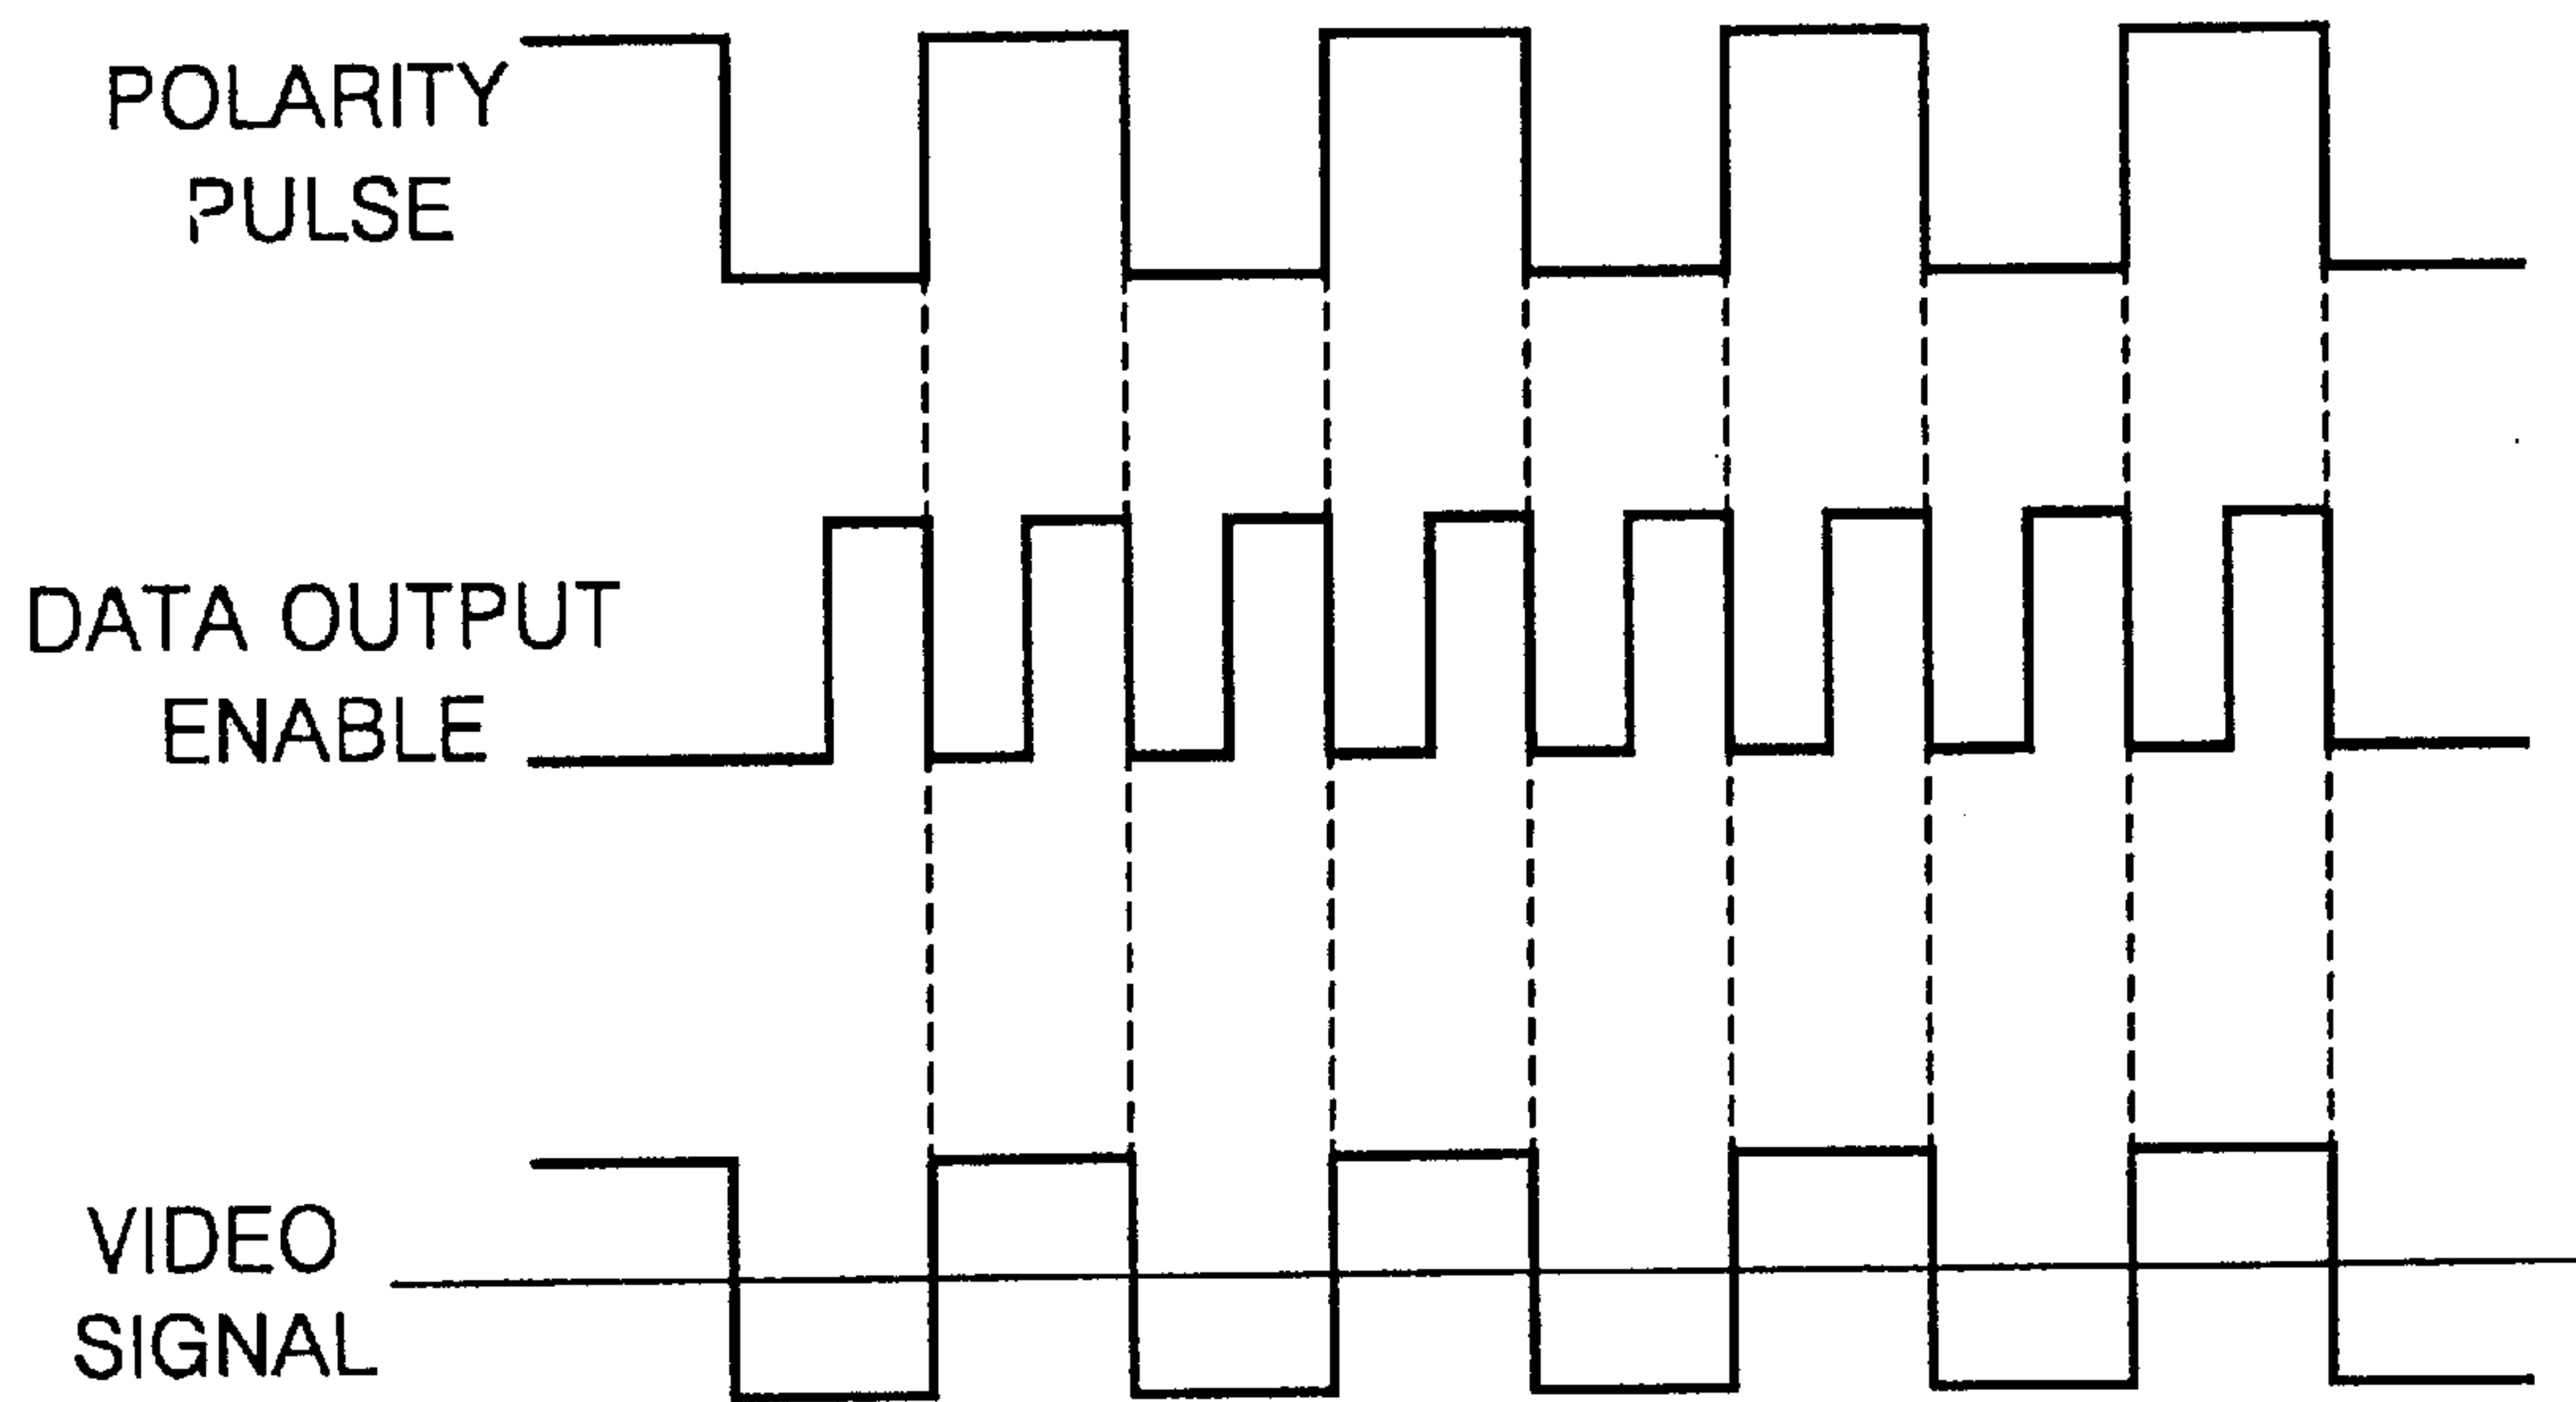 POLARITY
PULSE
DATA OUTPUT
ENABLE
VIDEO
SIGNAL